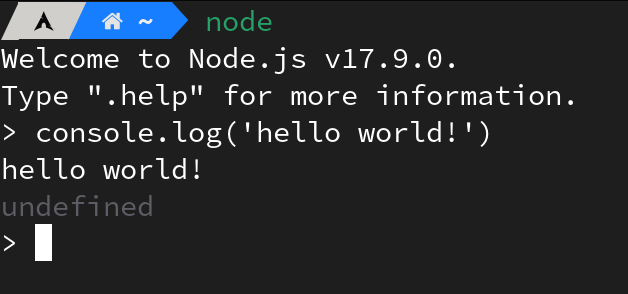 ~ node
Welcome to Node.js v17.9.0.
Type ".help" for more information.
> console.log('hello world!')
hello world!
undefined
>